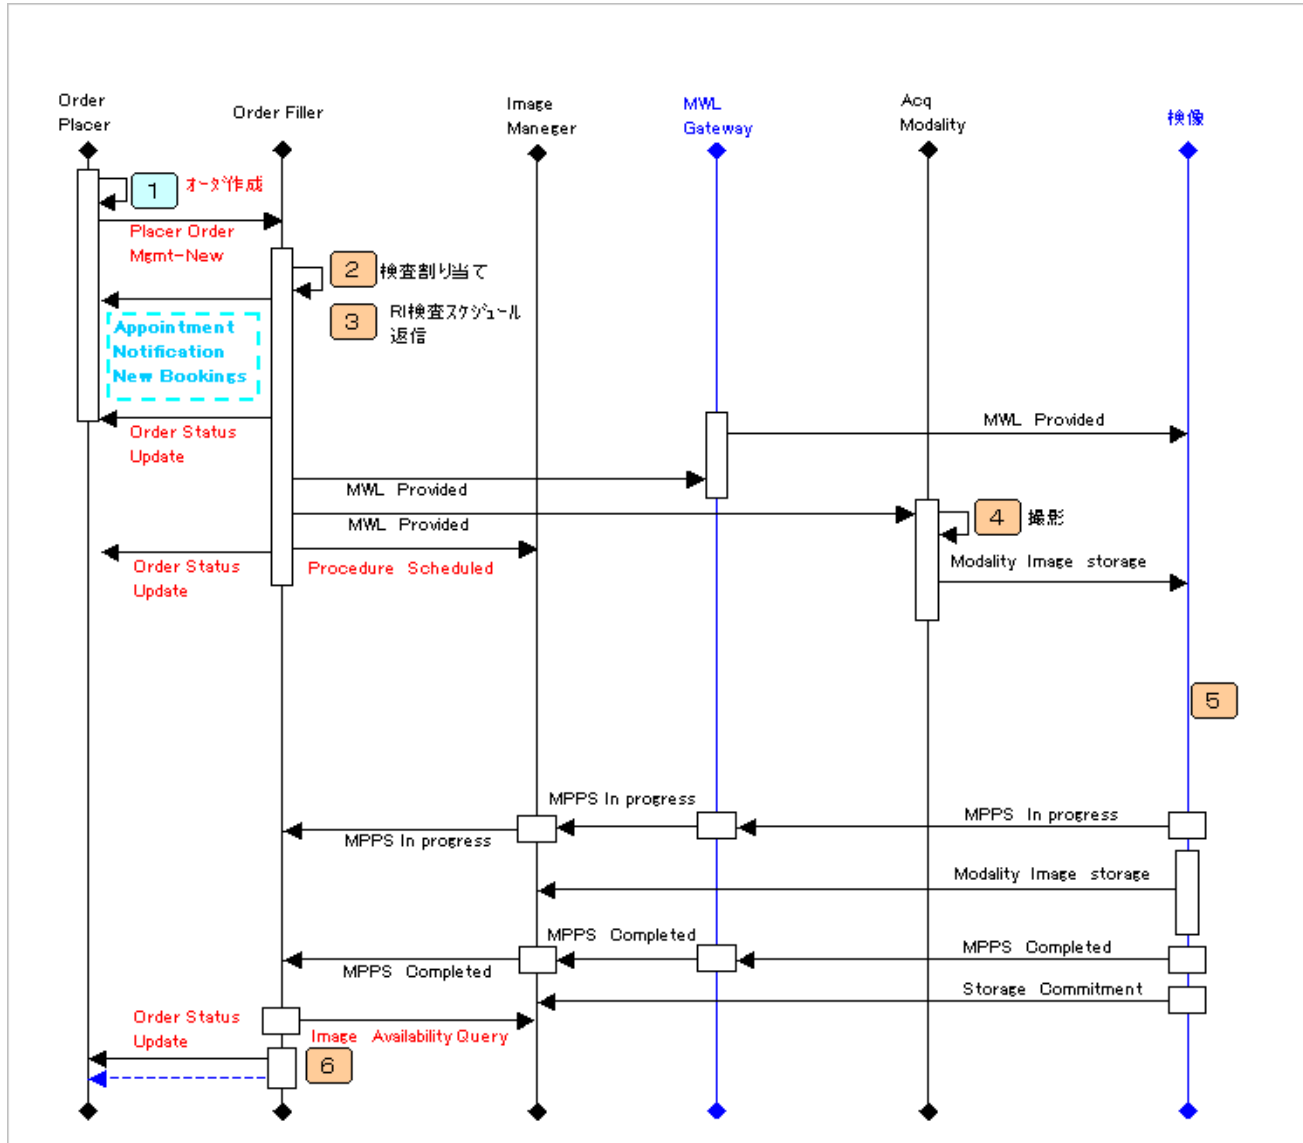 Order
Placer
Order Filler
Image
Maneger
MWL
Gateway
Acq
Modality
検像
1
オーダ作成
Placer Order
Mgmt-New
2
検査割り当て
3
RI検査スケジュール
返信
Appointment
Notification
New Bookings
Order Status
Update
MWL Provided
MWL Provided
MWL Provided
4
撮影
Order Status
Update
Procedure Scheduled
Modality Image storage
5
MPPS In progress
MPPS In progress
MPPS In progress
Modality Image storage
MPPS Completed
MPPS Completed
MPPS Completed
Storage Commitment
Order Status
Update
Image Availability Query
6